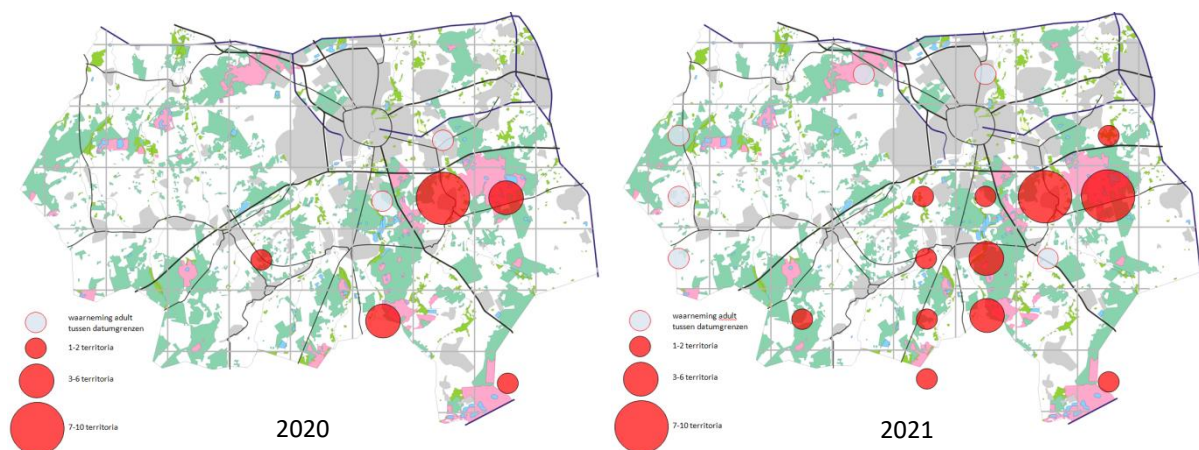 waarneming adult
tussen datumgrenzen
1-2 territoria
3-6 territoria
7-10 territoria
2020
waarneming adults
tussen datumgrenzen
1-2 territoria
3-6 territoria
7-10 territoria
2021